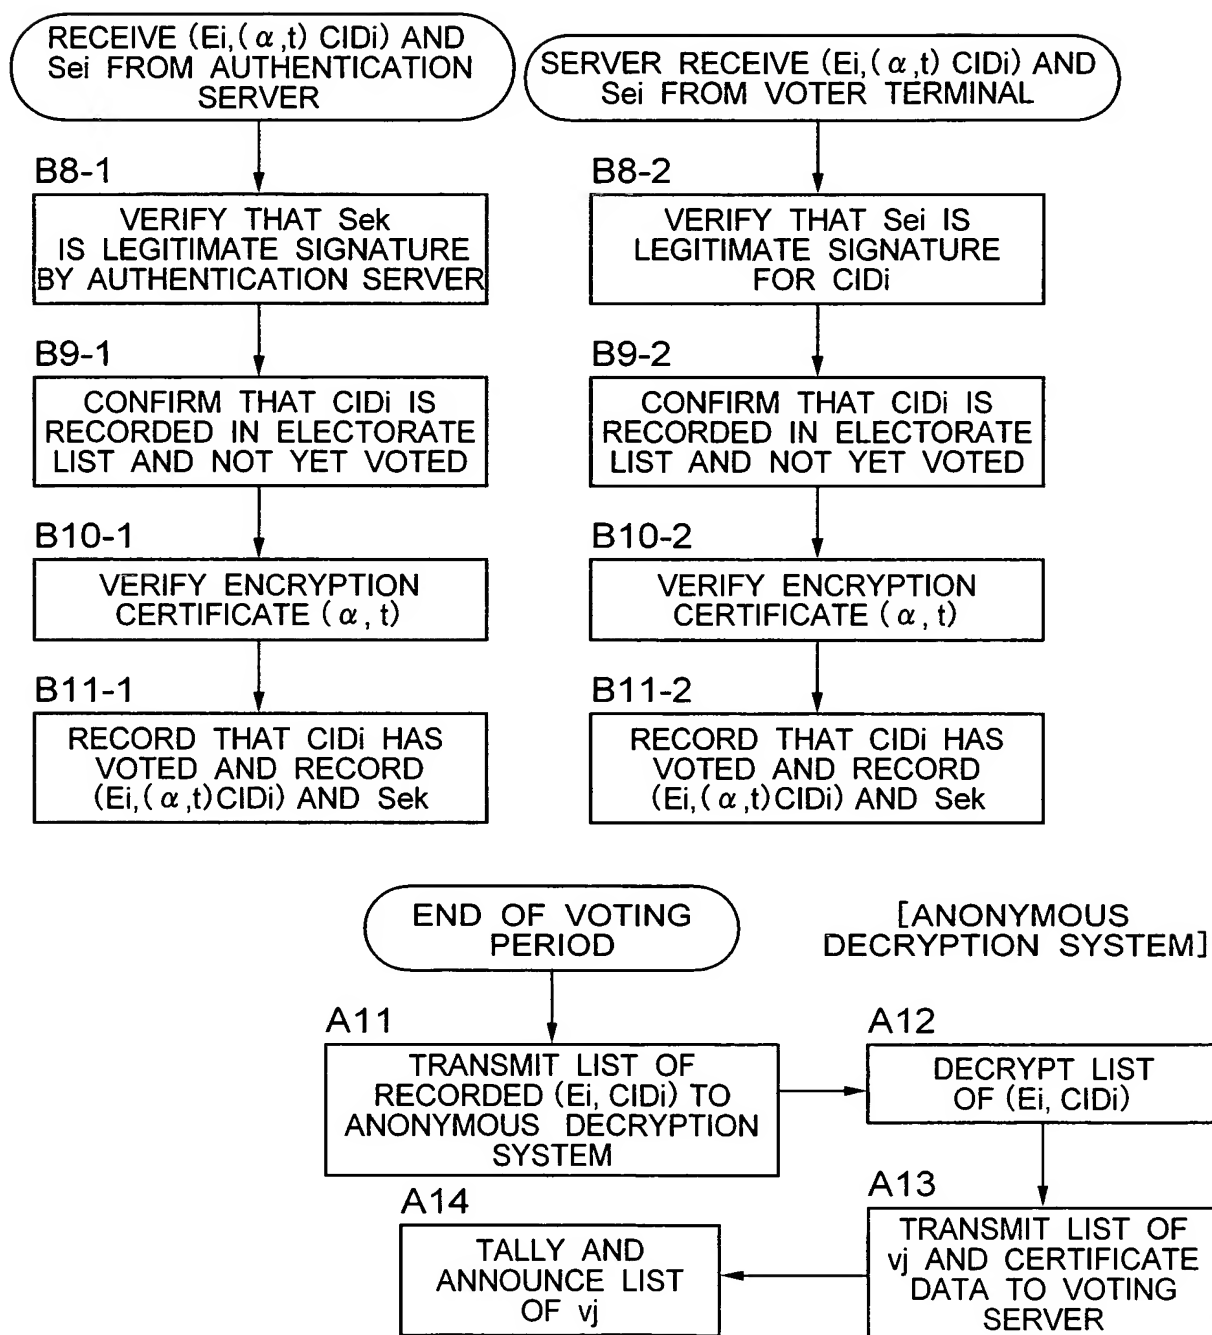 RECEIVE (Ei,(α,t) CIDi) AND
Sei FROM AUTHENTICATION
SERVER
B8-1
VERIFY THAT Sek
IS LEGITIMATE SIGNATURE
BY AUTHENTICATION SERVER
B9-1
CONFIRM THAT CIDi IS
RECORDED IN ELECTORATE
LIST AND NOT YET VOTED
B10-1
VERIFY ENCRYPTION
CERTIFICATE (α, t)
B11-1
RECORD THAT CIDi HAS
VOTED AND RECORD
(Ei,(α,t)CIDi) AND Sek
SERVER RECEIVE (Ei,(α,t) CIDi) AND
Sei FROM VOTER TERMINAL
B8-2
VERIFY THAT Sei IS
LEGITIMATE SIGNATURE
FOR CIDi
B9-2
CONFIRM THAT CIDi IS
RECORDED IN ELECTORATE
LIST AND NOT YET VOTED
B10-2
VERIFY ENCRYPTION
CERTIFICATE (α, t)
B11-2
RECORD THAT CIDi HAS
VOTED AND RECORD
(Ei,(α,t)CIDi) AND Sek
END OF VOTING
PERIOD
[ANONYMOUS
DECRYPTION SYSTEM]
A11
TRANSMIT LIST OF
RECORDED (Ei, CIDi) TO
ANONYMOUS DECRYPTION
SYSTEM
A12
DECRYPT LIST
OF (Ei, CIDi)
A13
TRANSMIT LIST OF
vj AND CERTIFICATE
DATA TO VOTING
SERVER
A14
TALLY AND
ANNOUNCE LIST
OF vj